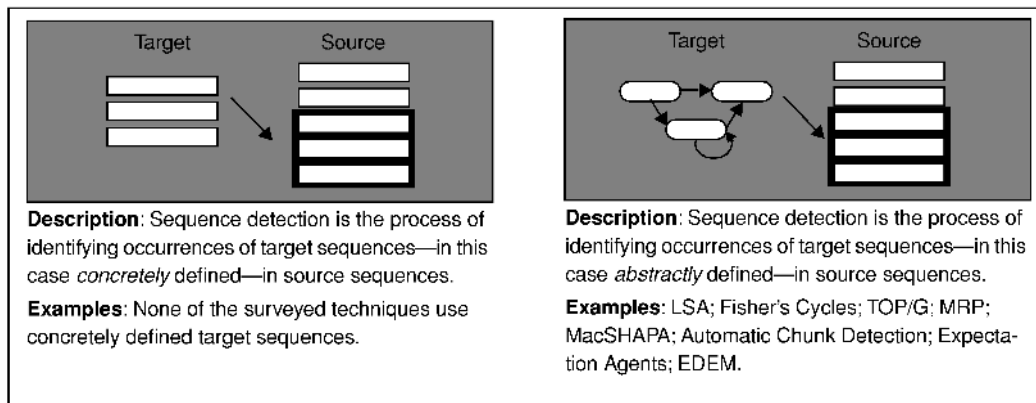 Target Source
Description: Sequence detection is the process of
identifying occurrences of target sequences—in this
case concretely defined—in source sequences.
Examples: None of the surveyed techniques use
concretely defined target sequences.
Target Source
Description: Sequence detection is the process of
identifying occurrences of target sequences—in this
case abstractly defined—in source sequences.
Examples: LSA; Fisher's Cycles; TOP/G; MRP;
MacSHAPA; Automatic Chunk Detection; Expecta-
tion Agents; EDEM.